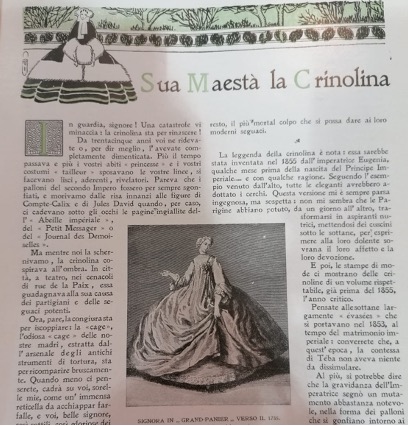 Sua Maestà la Crinolina
In guardia, signore! Una catastrofe vi
minaccia: la crinolina sta per rinascere!
Da trentacinque anni voi ne ridevate
o, per dir meglio, l'avevate
completamente dimenticata. Più il tempo
passava e più i vostri abiti « princesse » e i vostri
costumi « tailleur » sposavano le vostre linee, si
facevano lisci, aderenti, rivelatori. Pareva che i
palloni del secondo Impero fossero per sempre sgonfiati,
e morivamo dalle risa innanzi alle figure di
Compte-Calix e di Jules David quando, per caso,
ci cadevano sotto gli occhi le pagine ingiallite dell'
« Abeille impériale »,
del « Petit Messager » o
del « Journal des Demoiselles ».
Ma mentre noi la schernivamo,
la crinolina cospirava
all'ombra. In città,
a teatro, nei cenacoli
di rue de la Paix, essa
guadagnava alla sua causa
dei partigiani e delle seguaci
potenti.
Ora, pare, la congiura sta
per iscoppiare: la « cage »,
l'odiosa « cage » delle nostre
madri, estratta dall'
arsenale degli antichi
strumenti di tortura, sta
per ricomparire bruscamente.
Quando meno ci penserete,
cadrà su voi, sorelle
mie, come un' immensa
reticella da acchiappar farfalle,
e voi, belle signore,
sesto, il più mortal colpo che si possa dare ai loro
moderni seguaci.
La leggenda della crinolina è nota: essa sarebbe
stata inventata nel 1855 dall'imperatrice Eugenia,
qualche mese prima della nascita del Principe Imperiale...
e con qualche ragione. Seguendo l'esempio
venuto dall'alto, tutte le eleganti avrebbero adottato
i cerchi. Questa versione mi è sempre parsa
ingegnosa, ma sospetta: non mi sembra che le Parigine
abbiano potuto, da un giorno all' altro, trasformarsi
in aspiranti nutrici,
mettendosi dei cuscini
sotto le sottane, per esprimere
alla loro dolente sovrana
il loro affetto e la
loro devozione.
E poi, le stampe di moda
ci mostrano delle crinoline
di un volume rispettabile,
già prima del 1855,
l'anno critico.
Pensate alle sottane largamente
« évasées » che
si portavano nel 1853, al
tempo del matrimonio imperiale:
converrete che, a
quest'epoca, la contessa
di Teba non aveva niente
da dissimulare.
Al più, si potrebbe dire
che la gravidanza dell'Imperatrice
segnò un mutamento
abbastanza notevole,
nella forma dei palloni
che si gonfiano intorno ai
SIGNORA IN « GRAND-PANIER » VERSO IL